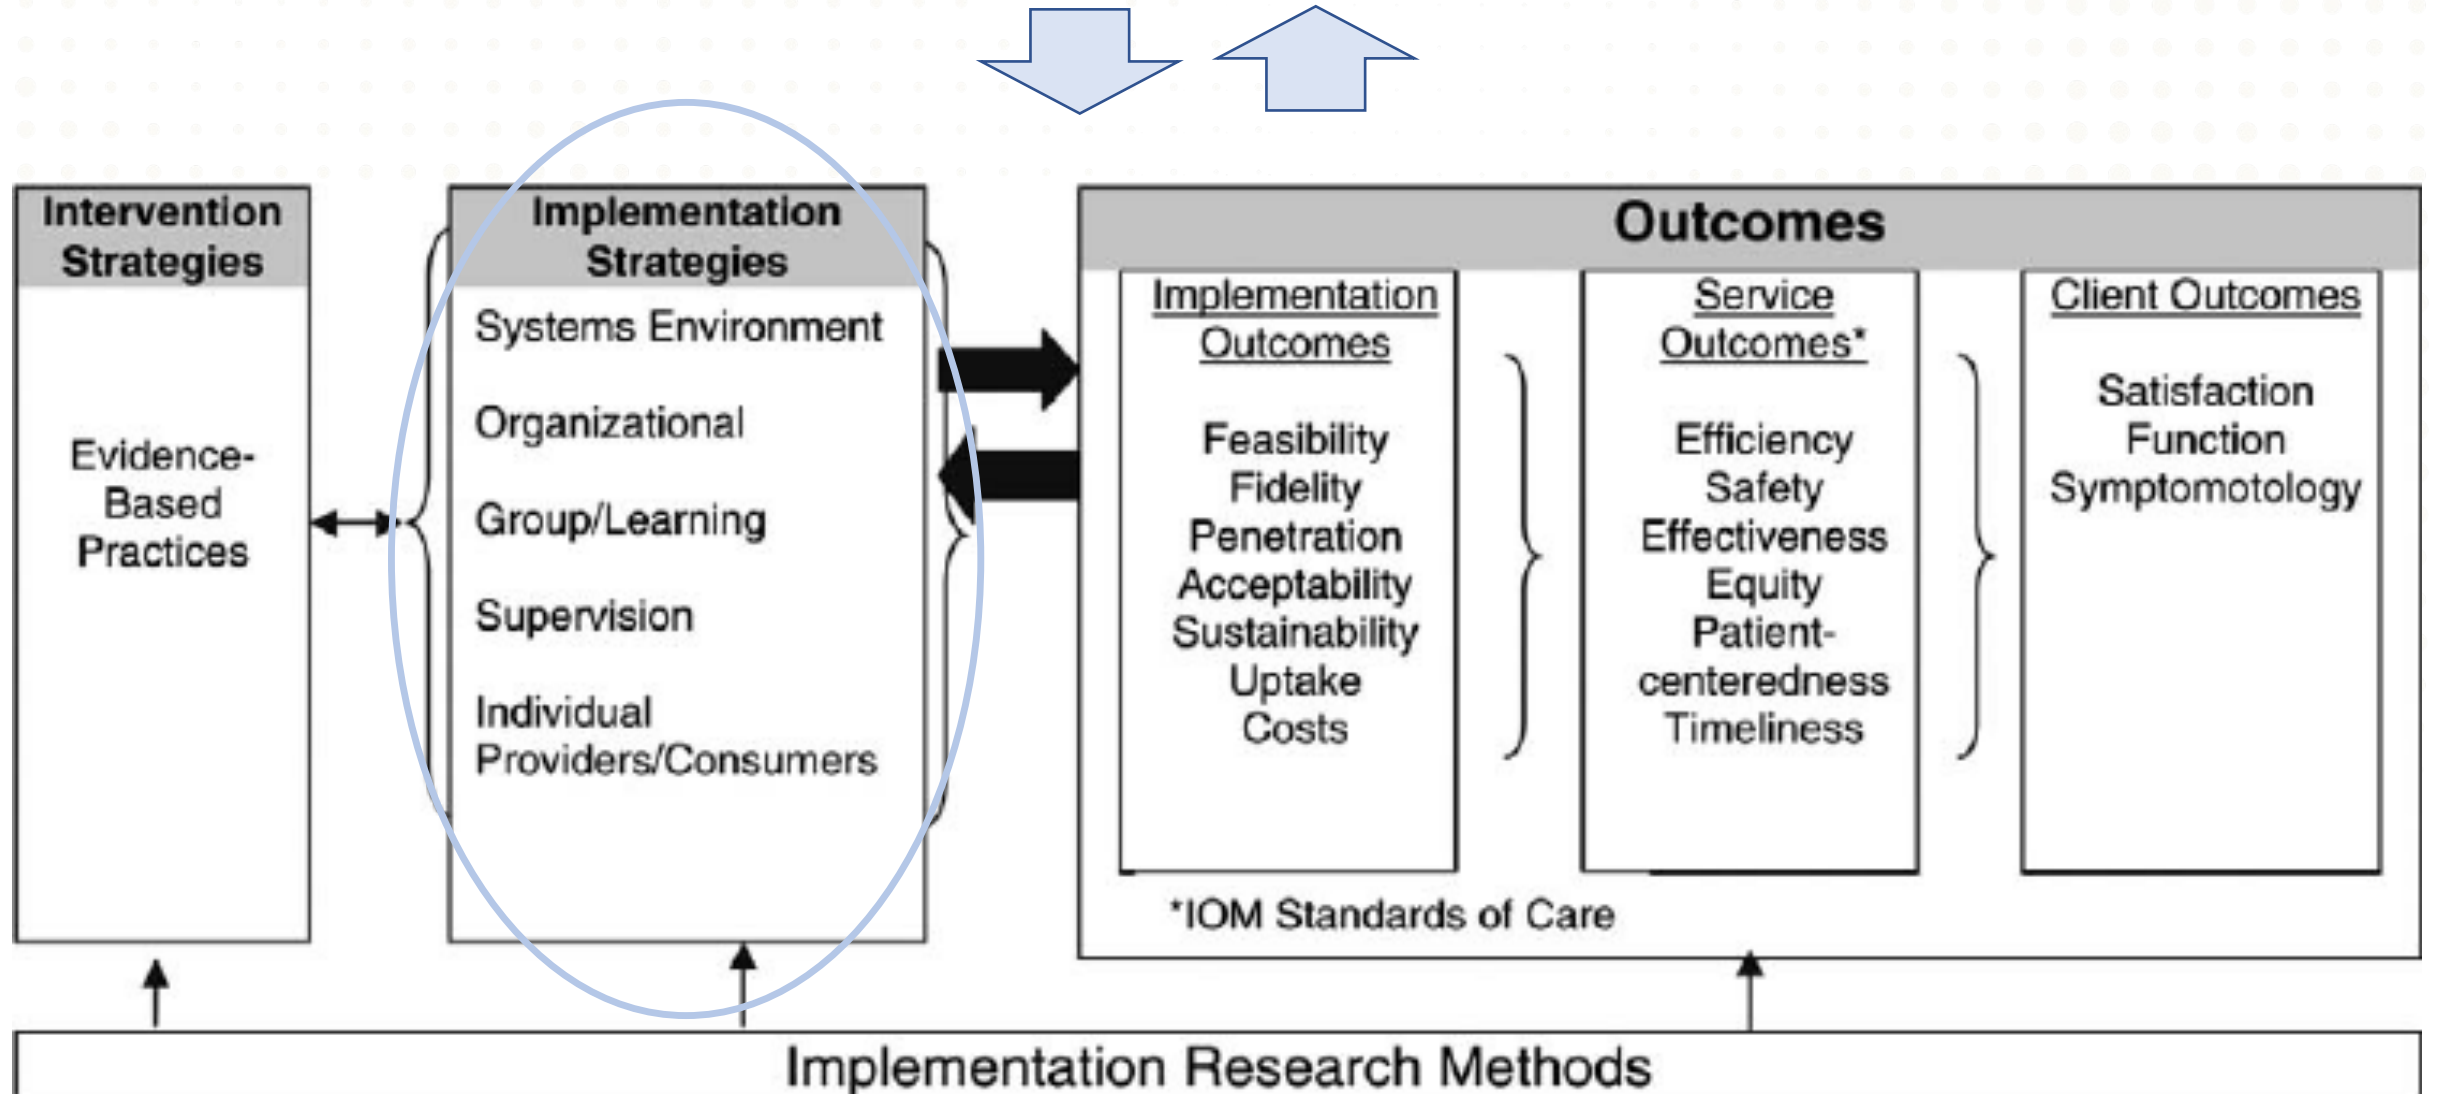 Intervention
Strategies
Evidence-
Based
Practices
Implementation
Strategies
Systems Environment
Organizational
Group/Learning
Supervision
Individual
Providers/Consumers
Outcomes
Implementation
Outcomes
Feasibility
Fidelity
Penetration
Acceptability
Sustainability
Uptake
Costs
Service
Outcomes*
Efficiency
Safety
Effectiveness
Equity
Patient-
centeredness
Timeliness
Client Outcomes
Satisfaction
Function
Symptomotology
*IOM Standards of Care
Implementation Research Methods